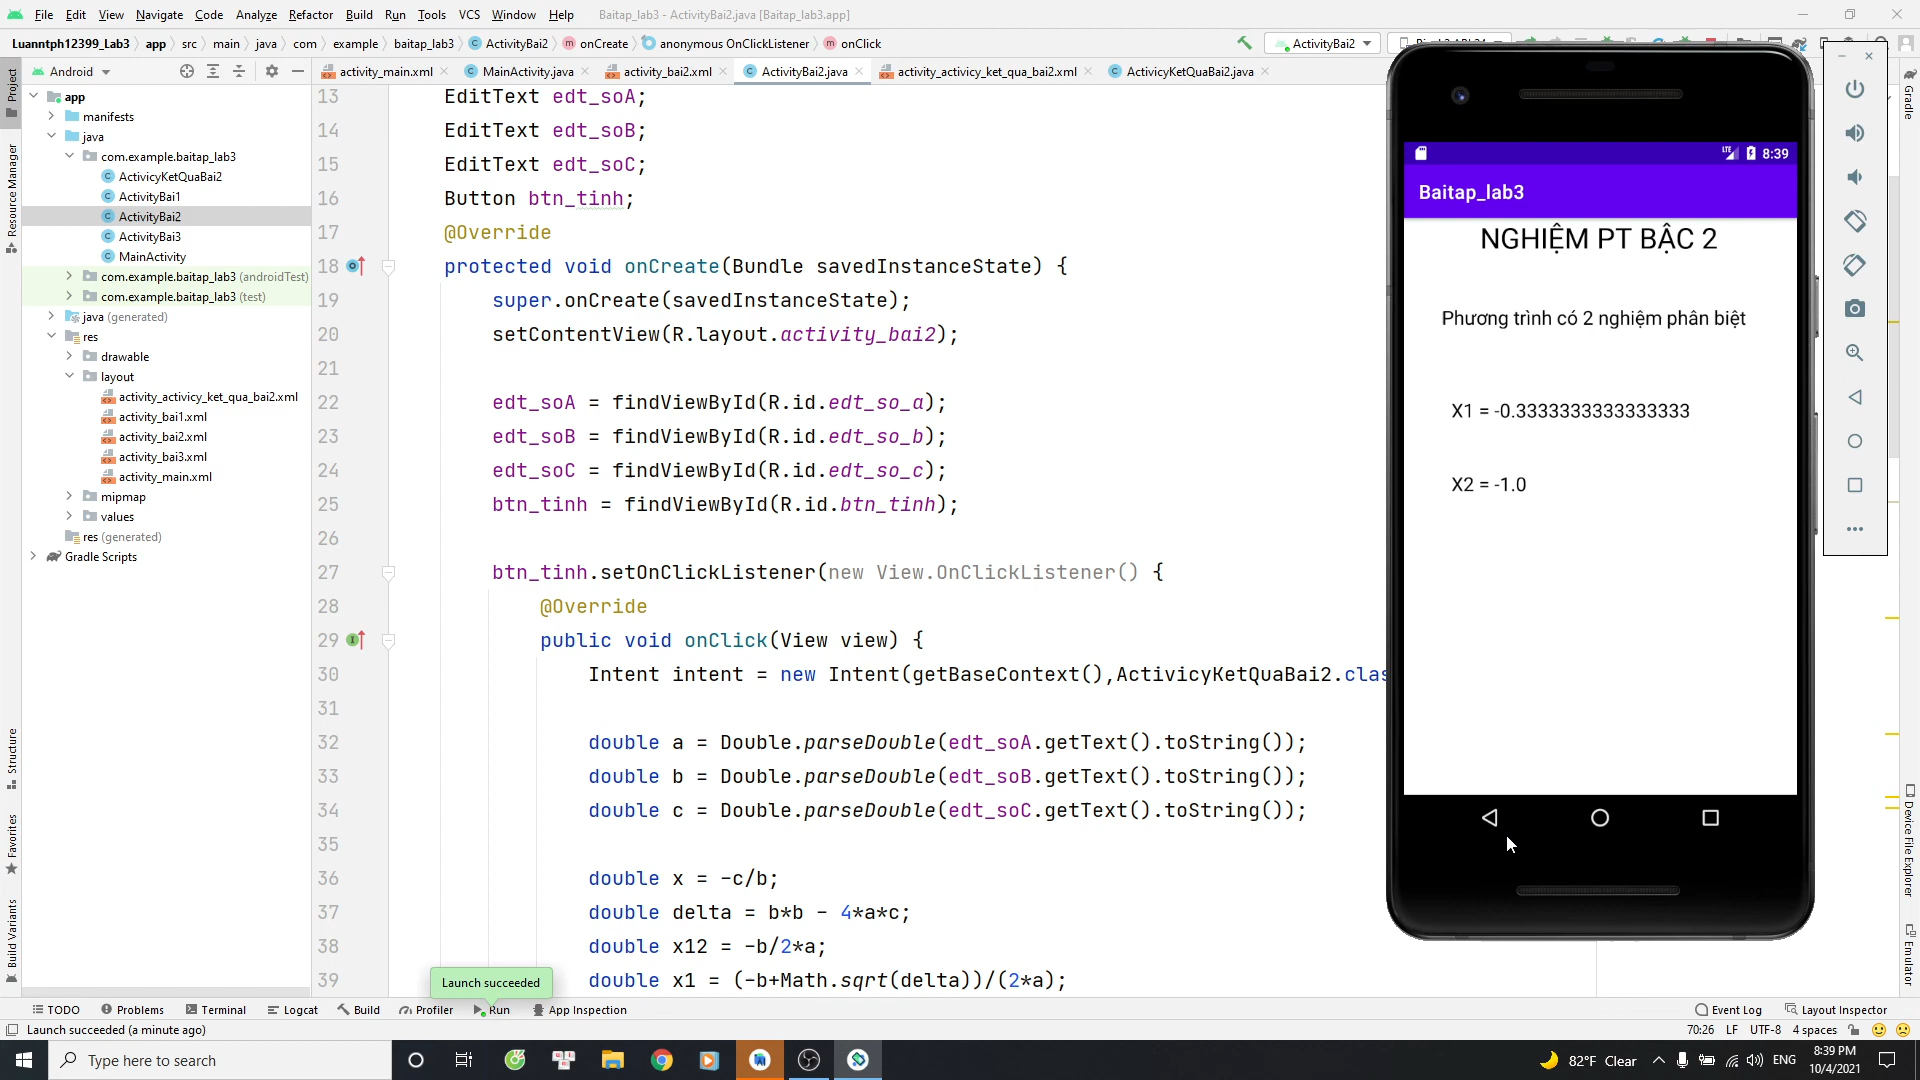 File Edit View Navigate Code Analyze Refactor Build Run Tools VCS Window Help Baitap_lab3 - ActivityBai2.java [Baitap_lab3.app]
Luanntph12399_Lab3 app src main java com example baitap_lab3 ActivityBai2 onCreate anonymous OnClickListener onClick ActivityBai2
Android activity_main.xml MainActivity.java activity_bai2.xml ActivityBai2.java activity_activicy_ket_qua_bai2.xml ActivicyKetQuaBai2.java
Project
Resource Manager
Structure
Favorites
Build Variants
app
manifests
java
com.example.baitap_lab3
ActivicyKetQuaBai2
ActivityBai1
ActivityBai2
ActivityBai3
MainActivity
com.example.baitap_lab3 (androidTest)
com.example.baitap_lab3 (test)
java (generated)
res
drawable
layout
activity_activicy_ket_qua_bai2.xml
activity_bai1.xml
activity_bai2.xml
activity_bai3.xml
activity_main.xml
mipmap
values
res (generated)
Gradle Scripts
13 EditText edt_soA;
14 EditText edt_soB;
15 EditText edt_soC;
16 Button btn_tinh;
17 @Override
18 protected void onCreate(Bundle savedInstanceState) {
19 super.onCreate(savedInstanceState);
20 setContentView(R.layout.activity_bai2);
21
22 edt_soA = findViewById(R.id.edt_so_a);
23 edt_soB = findViewById(R.id.edt_so_b);
24 edt_soC = findViewById(R.id.edt_so_c);
25 btn_tinh = findViewById(R.id.btn_tinh);
26
27 btn_tinh.setOnClickListener(new View.OnClickListener() {
28 @Override
29 public void onClick(View view) {
30 Intent intent = new Intent(getBaseContext(),ActivicyKetQuaBai2.clas
31
32 double a = Double.parseDouble(edt_soA.getText().toString());
33 double b = Double.parseDouble(edt_soB.getText().toString());
34 double c = Double.parseDouble(edt_soC.getText().toString());
35
36 double x = -c/b;
37 double delta = b*b - 4*a*c;
38 double x12 = -b/2*a;
39 double x1 = (-b+Math.sqrt(delta))/(2*a);
Launch succeeded
LTE 8:39
Baitap_lab3
NGHIỆM PT BẬC 2
Phương trình có 2 nghiệm phân biệt
X1 = -0.3333333333333333
X2 = -1.0
Gradle
Device File Explorer
Emulator
TODO Problems Terminal Logcat Build Profiler Run App Inspection Event Log Layout Inspector
Launch succeeded (a minute ago) 70:26 LF UTF-8 4 spaces
Type here to search 82°F Clear ENG 8:39 PM
10/4/2021